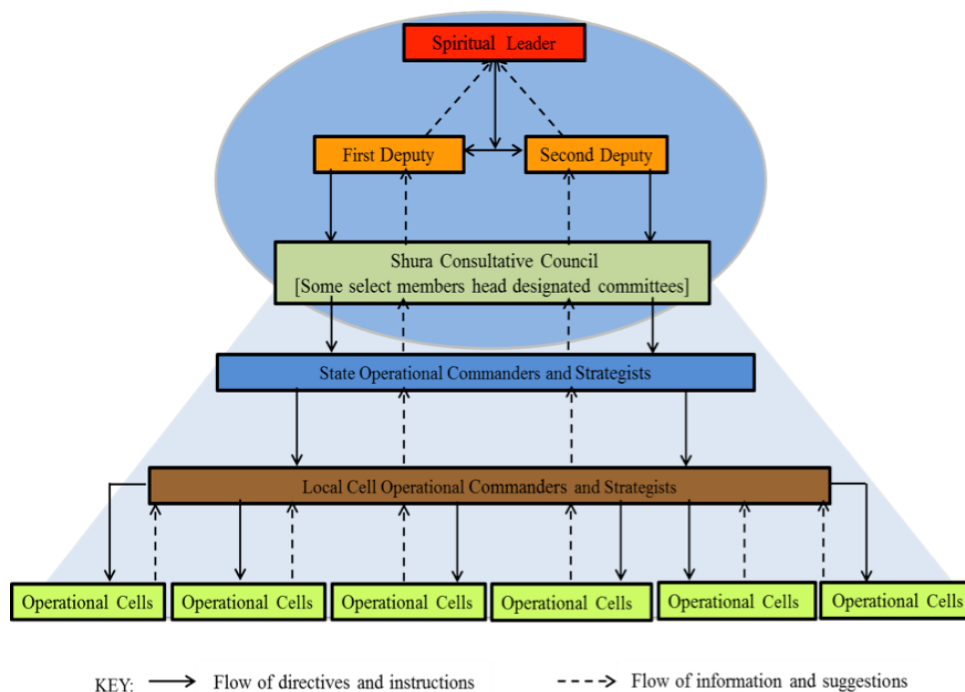 Spiritual Leader
First Deputy
Second Deputy
Shura Consultative Council
[Some select members head designated committees]
State Operational Commanders and Strategists
Local Cell Operational Commanders and Strategists
Operational Cells
Operational Cells
Operational Cells
Operational Cells
Operational Cells
Operational Cells
KEY:
Flow of directives and instructions
Flow of information and suggestions